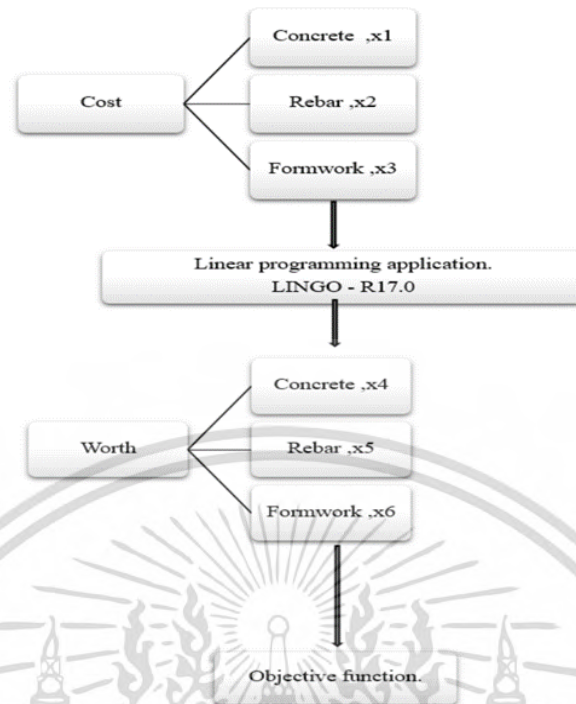 Concrete ,x1
Cost
Rebar ,x2
Formwork ,x3
Linear programming application.
LINGO - R17.0
Concrete ,x4
Worth
Rebar ,x5
Formwork ,x6
Objective function.